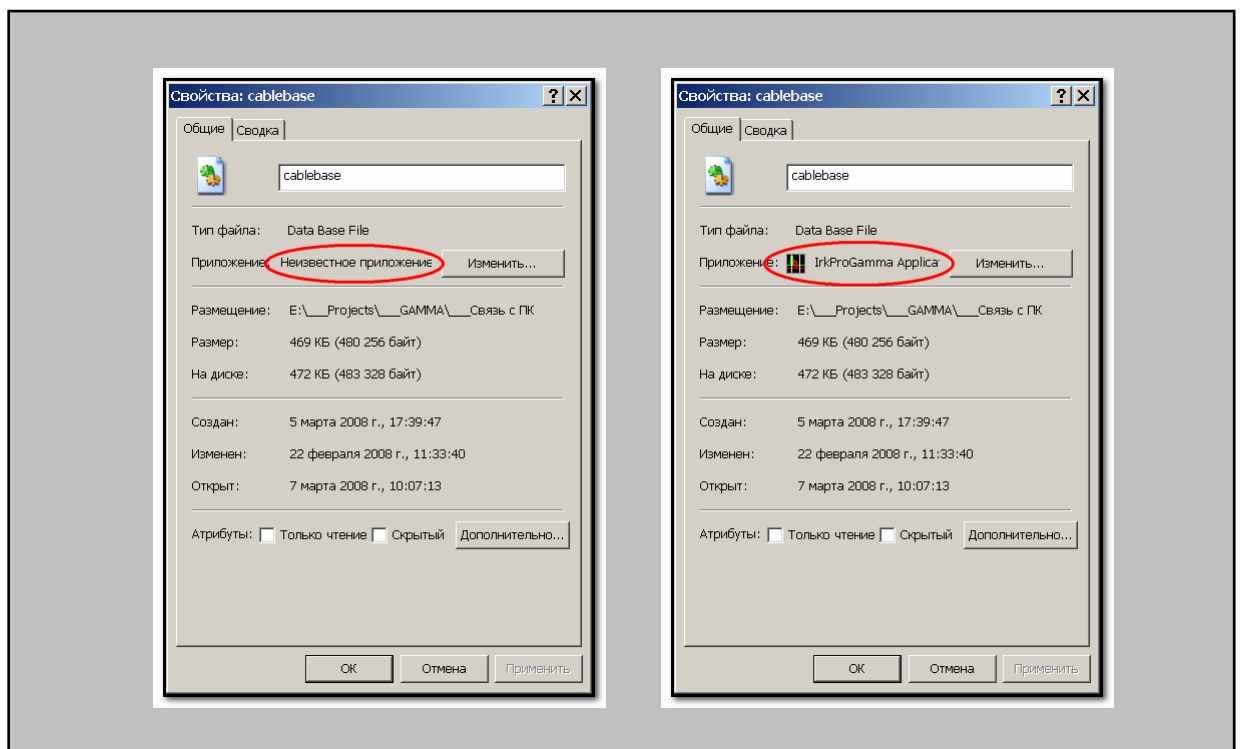 Свойства: cablebase
Общие Сводка
cablebase
Тип файла: Data Base File
Приложение: Неизвестное приложение Изменить...
Размещение: E:\___Projects\___GAMMA\___Связь с ПК
Размер: 469 КБ (480 256 байт)
На диске: 472 КБ (483 328 байт)
Создан: 5 марта 2008 г., 17:39:47
Изменен: 22 февраля 2008 г., 11:33:40
Открыт: 7 марта 2008 г., 10:07:13
Атрибуты: Только чтение Скрытый Дополнительно...
ОК Отмена Применить
Свойства: cablebase
Общие Сводка
cablebase
Тип файла: Data Base File
Приложение: IrkProGamma Applica Изменить...
Размещение: E:\___Projects\___GAMMA\___Связь с ПК
Размер: 469 КБ (480 256 байт)
На диске: 472 КБ (483 328 байт)
Создан: 5 марта 2008 г., 17:39:47
Изменен: 22 февраля 2008 г., 11:33:40
Открыт: 7 марта 2008 г., 10:07:13
Атрибуты: Только чтение Скрытый Дополнительно...
ОК Отмена Применить